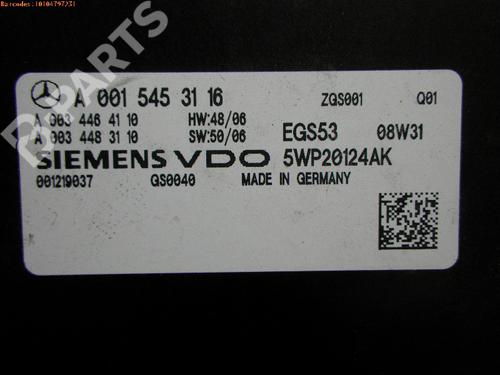 Barcodes:10104797231
B-PARTS
A 001 545 31 16 ZGS001 Q01
A 003 446 41 10 HW:48/06
A 003 448 31 10 SW:50/06 EGS53 08W31
SIEMENS VDO 5WP20124AK
001219037 GS0040 MADE IN GERMANY